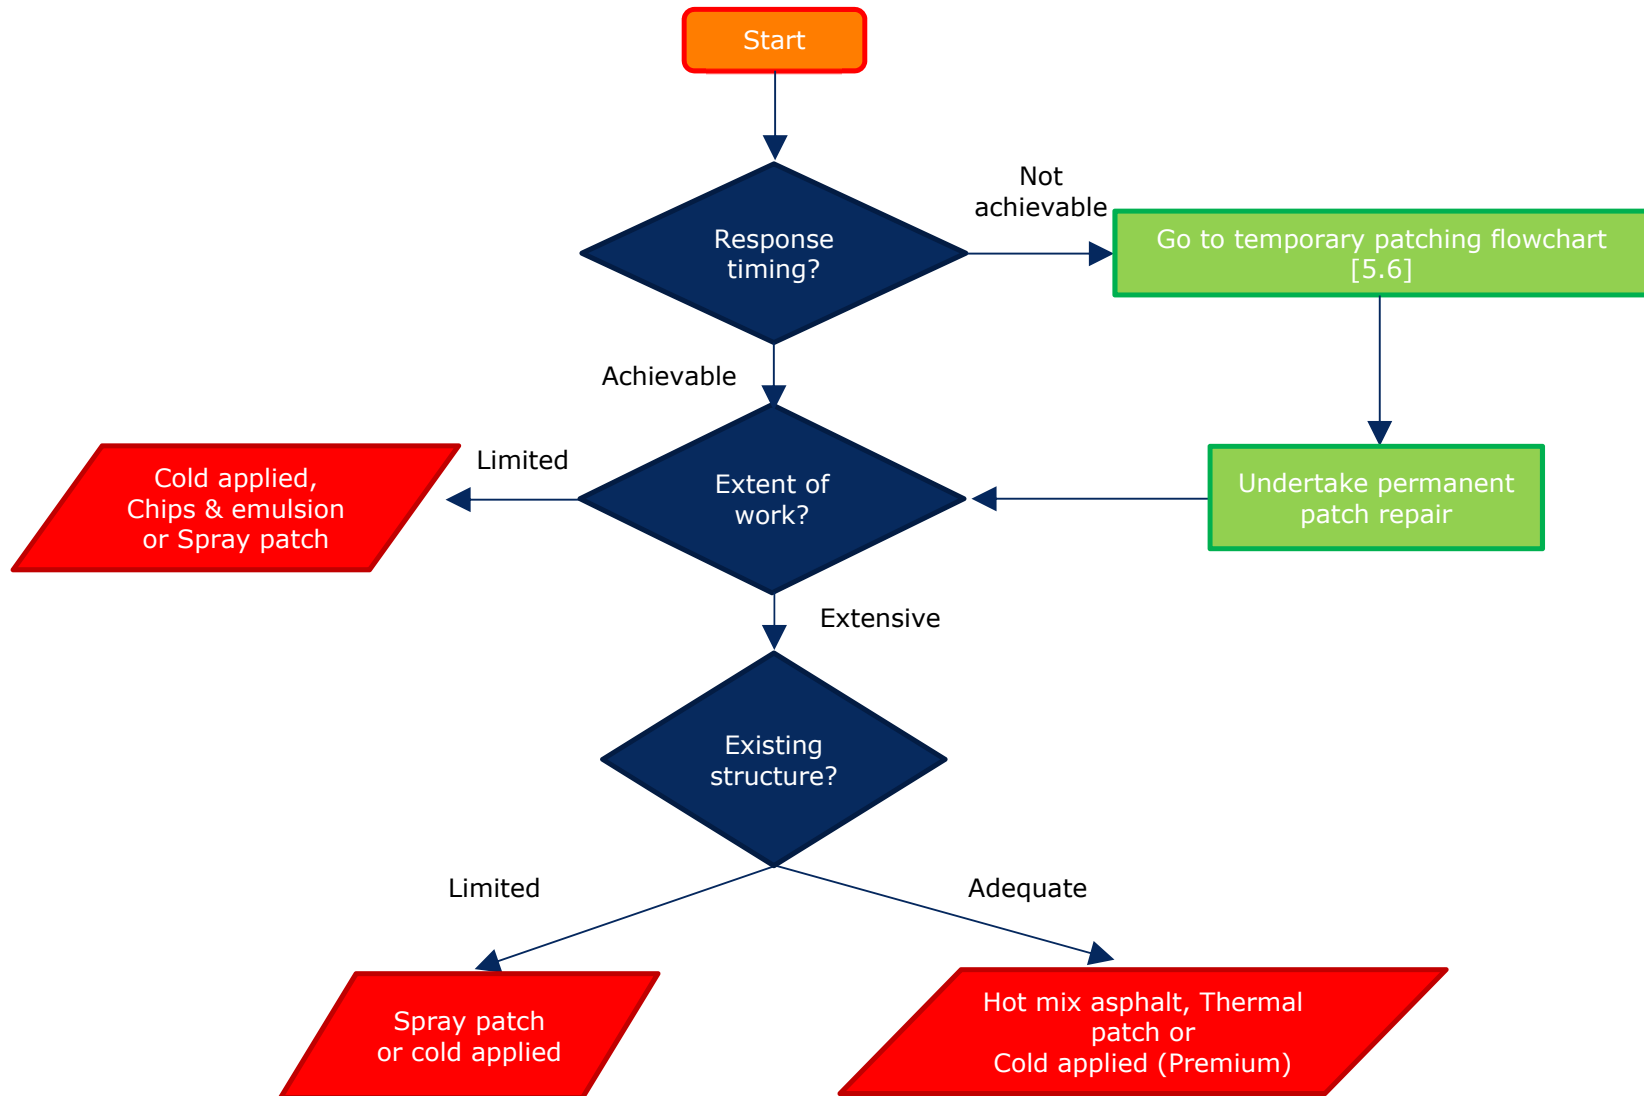 Start
Not
achievable
Response
timing?
Go to temporary patching flowchart
[5.6]
Achievable
Limited
Cold applied,
Chips & emulsion
or Spray patch
Extent of
work?
Undertake permanent
patch repair
Extensive
Existing
structure?
Limited
Adequate
Spray patch
or cold applied
Hot mix asphalt, Thermal
patch or
Cold applied (Premium)